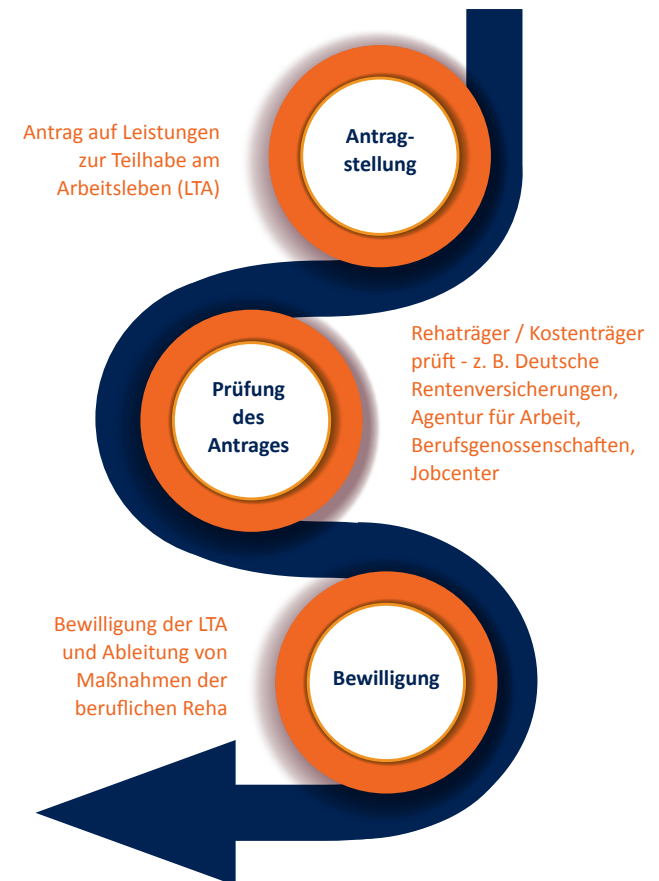 Antrag auf Leistungen
zur Teilhabe am
Arbeitsleben (LTA)
Antrag-
stellung
Prüfung
des
Antrages
Rehaträger / Kostenträger
prüft - z. B. Deutsche
Rentenversicherungen,
Agentur für Arbeit,
Berufsgenossenschaften,
Jobcenter
Bewilligung der LTA
und Ableitung von
Maßnahmen der
beruflichen Reha
Bewilligung